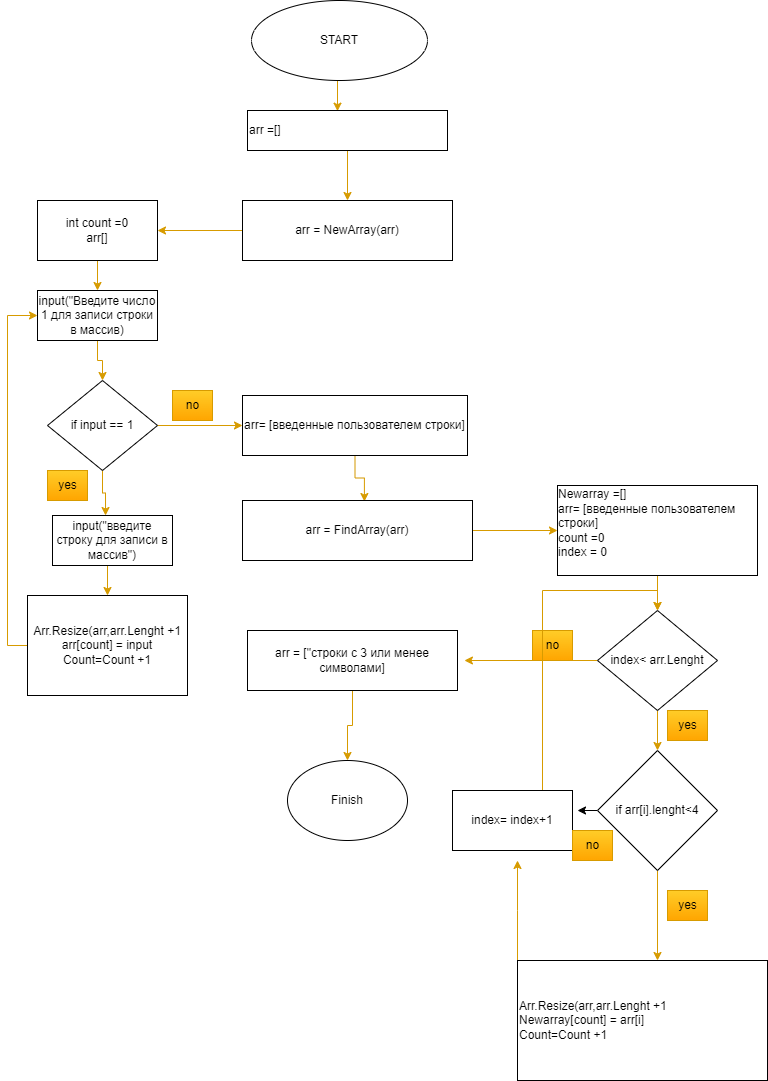 START
arr =[]
arr = NewArray(arr)
int count =0
arr[]
input("Введите число
1 для записи строки
в массив)
if input == 1
no
yes
arr= [введенные пользователем строки]
input("введите
строку для записи в
массив")
Arr.Resize(arr,arr.Lenght +1
arr[count] = input
Count=Count +1
arr = FindArray(arr)
Newarray =[]
arr= [введенные пользователем
строки]
count =0
index = 0
index< arr.Lenght
no
yes
arr = ["строки с 3 или менее
символами]
Finish
if arr[i].lenght<4
index= index+1
no
yes
Arr.Resize(arr,arr.Lenght +1
Newarray[count] = arr[i]
Count=Count +1